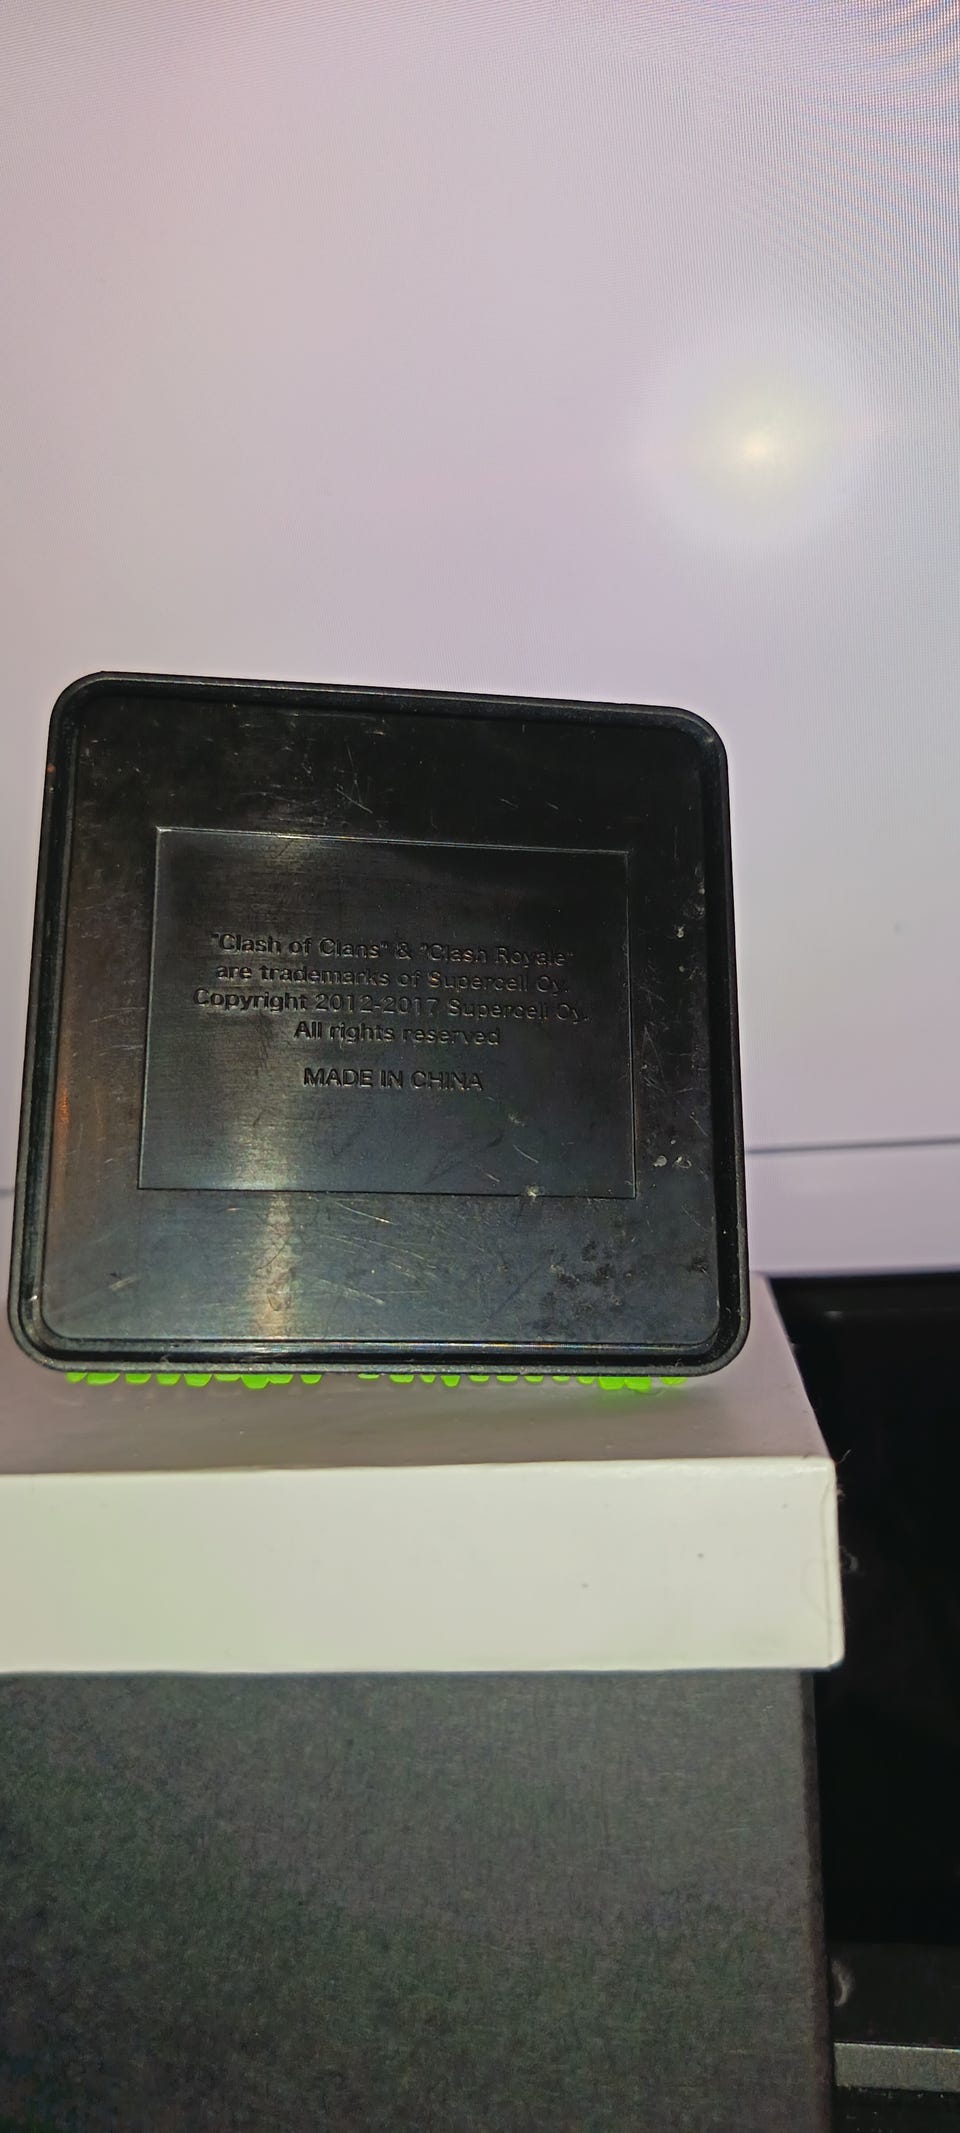 "Clash of Clans" & "Clash Royale"
are trademarks of Supercell Oy.
Copyright 2012-2017 Supercell Oy.
All rights reserved
MADE IN CHINA